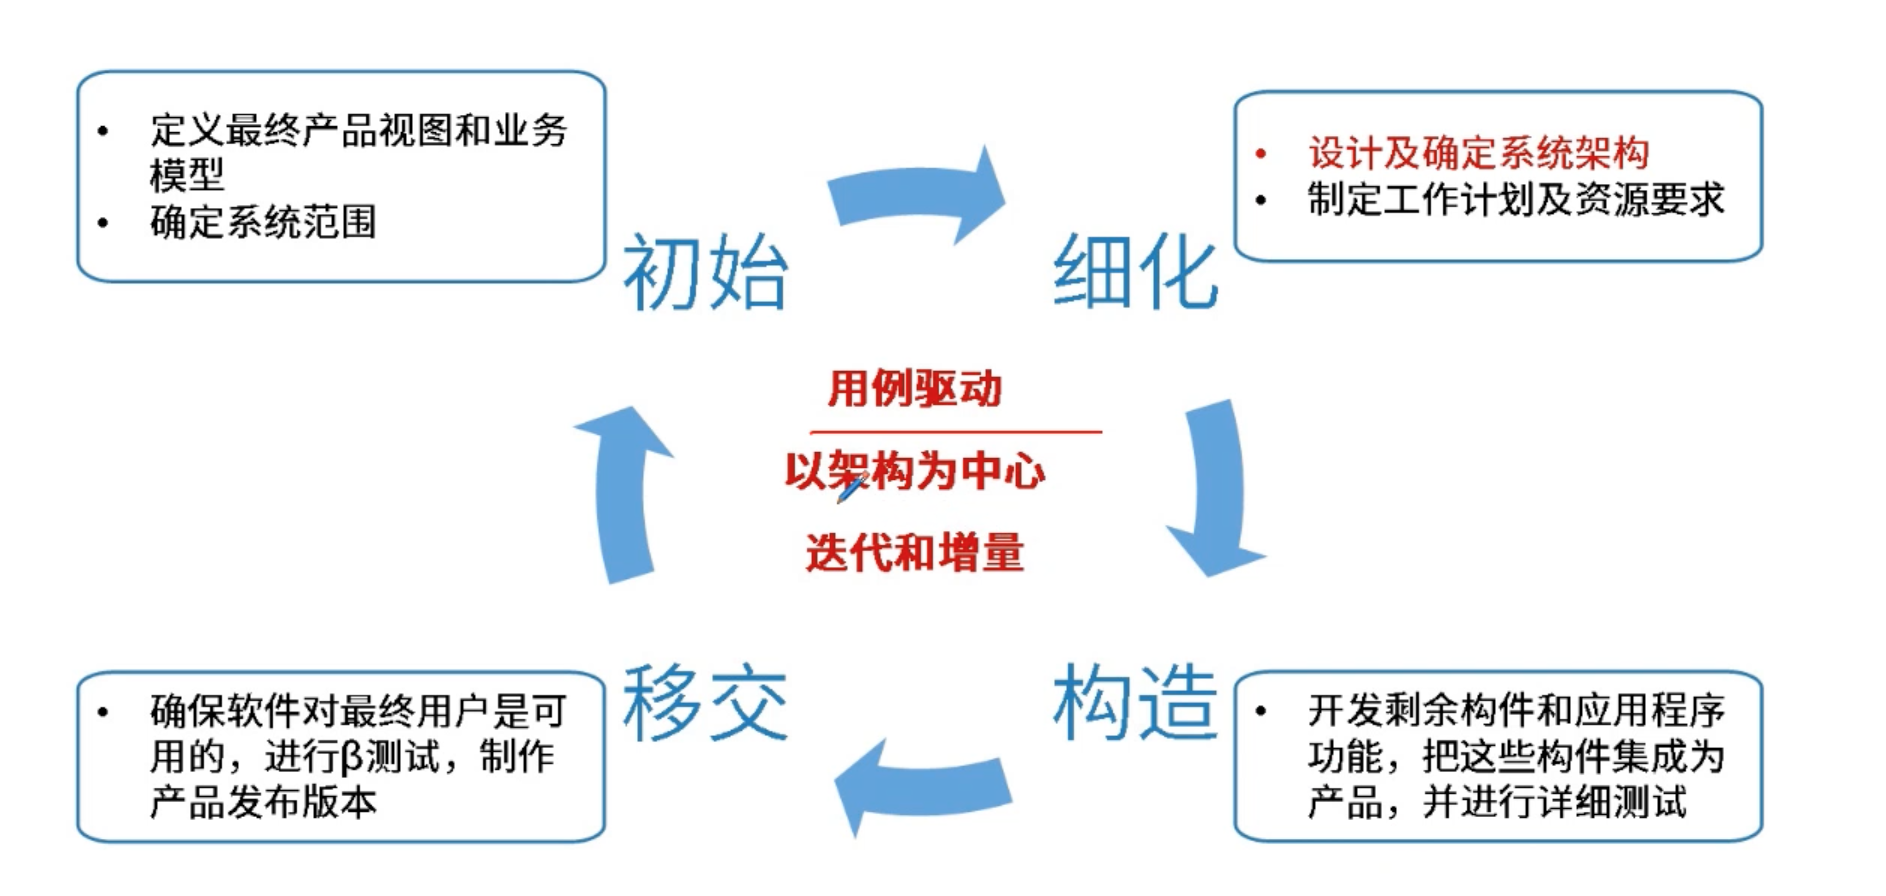 • 定义最终产品视图和业务
模型
• 确定系统范围
初始
细化
• 设计及确定系统架构
• 制定工作计划及资源要求
用例驱动
以架构为中心
迭代和增量
移交
• 确保软件对最终用户是可
用的，进行β测试，制作
产品发布版本
构造
• 开发剩余构件和应用程序
功能，把这些构件集成为
产品，并进行详细测试